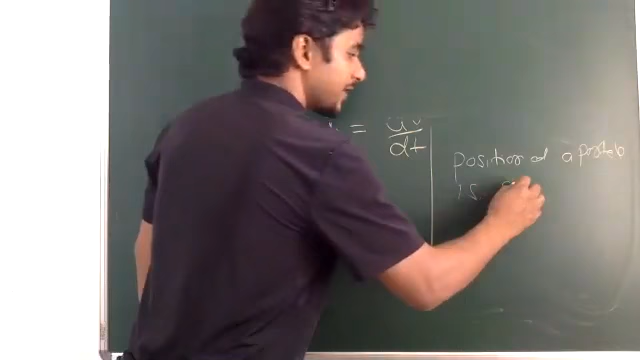 = dv
dt
position of a particle
is